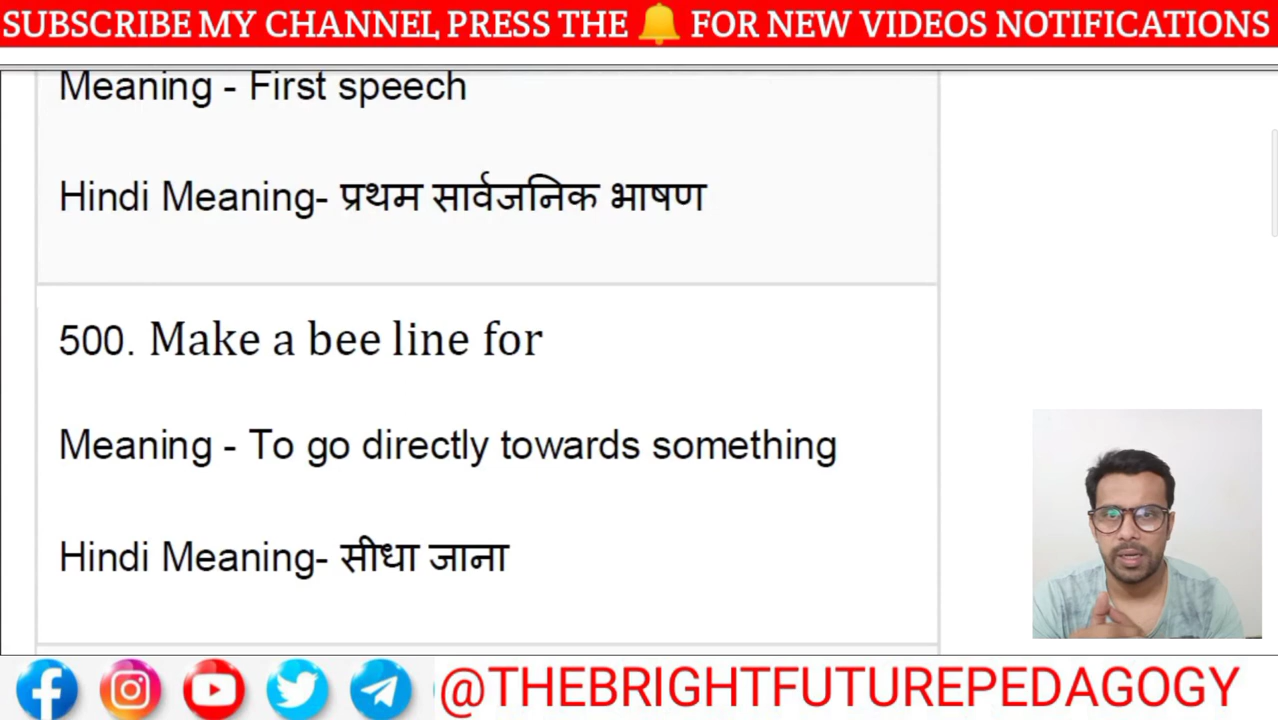 SUBSCRIBE MY CHANNEL PRESS THE 🔔 FOR NEW VIDEOS NOTIFICATIONS
Meaning - First speech
Hindi Meaning- प्रथम सार्वजनिक भाषण
500. Make a bee line for
Meaning - To go directly towards something
Hindi Meaning- सीधा जाना
@THEBRIGHTFUTUREPEDAGOGY